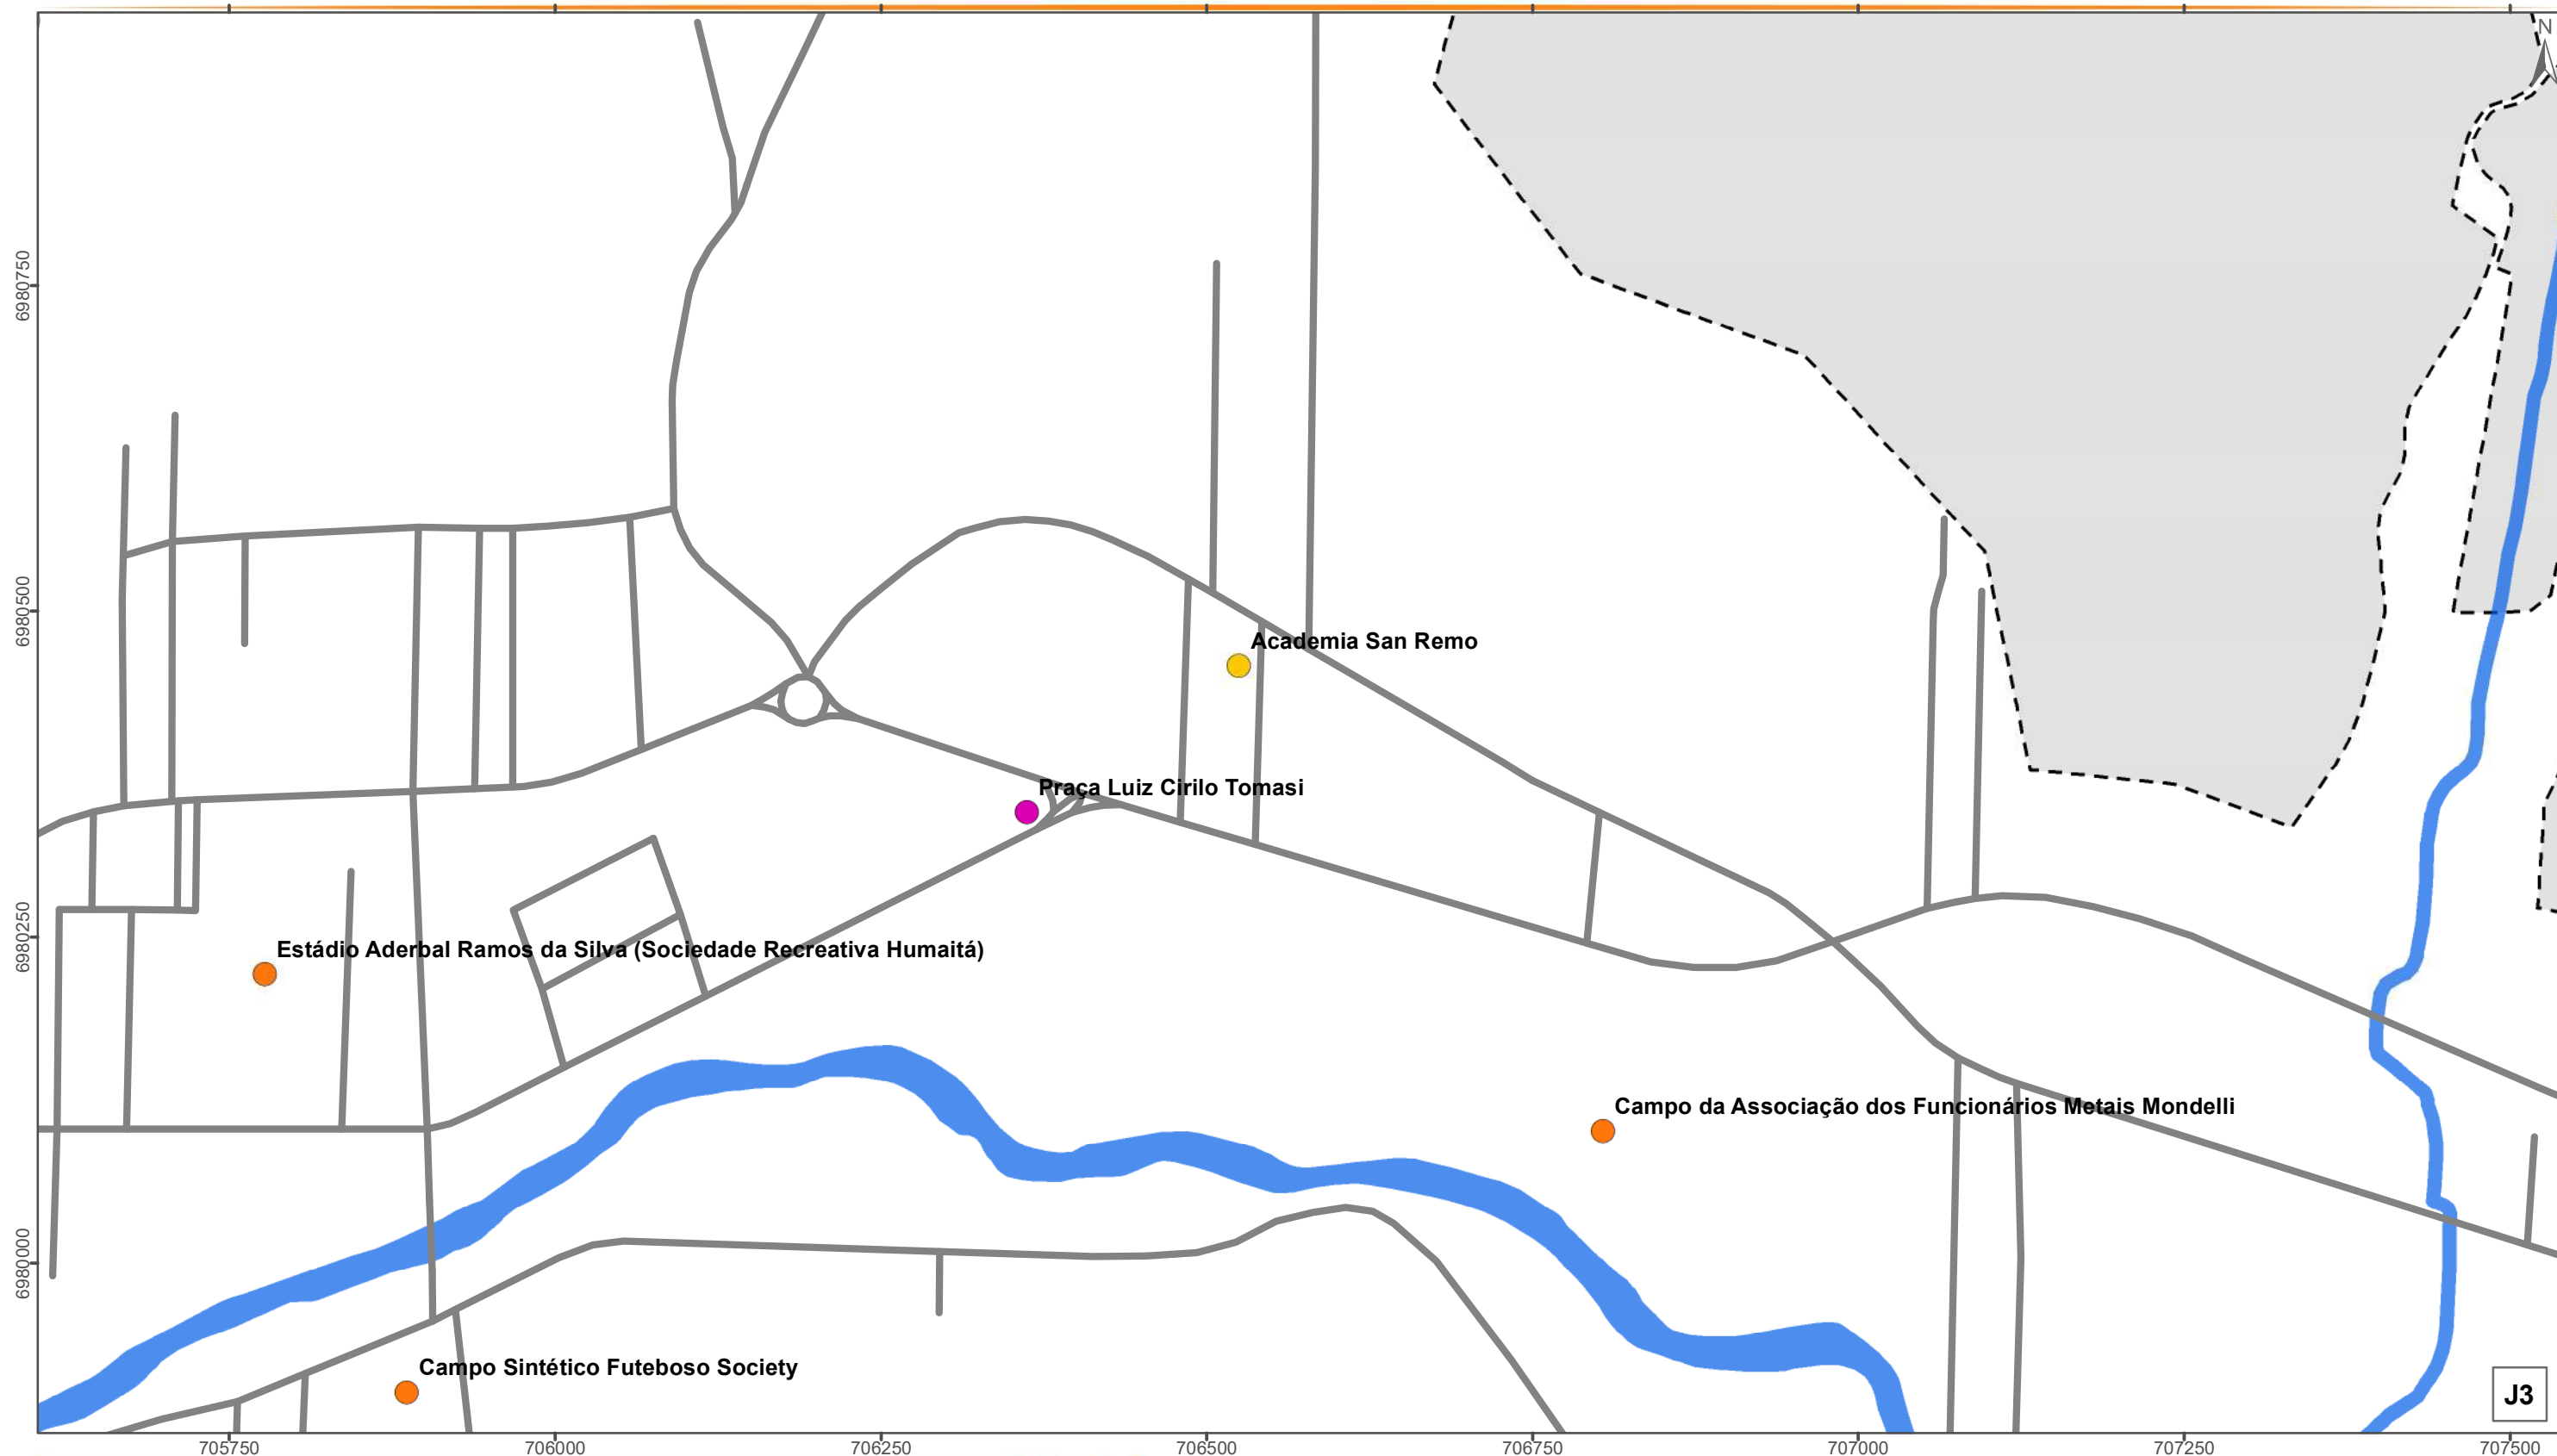 N
6980750
6980500
Academia San Remo
Praça Luiz Cirilo Tomasi
6980250
Estádio Aderbal Ramos da Silva (Sociedade Recreativa Humaitá)
Campo da Associação dos Funcionários Metais Mondelli
6980000
Campo Sintético Futeboso Society
J3
705750 706000 706250 706500 706750 707000 707250 707500